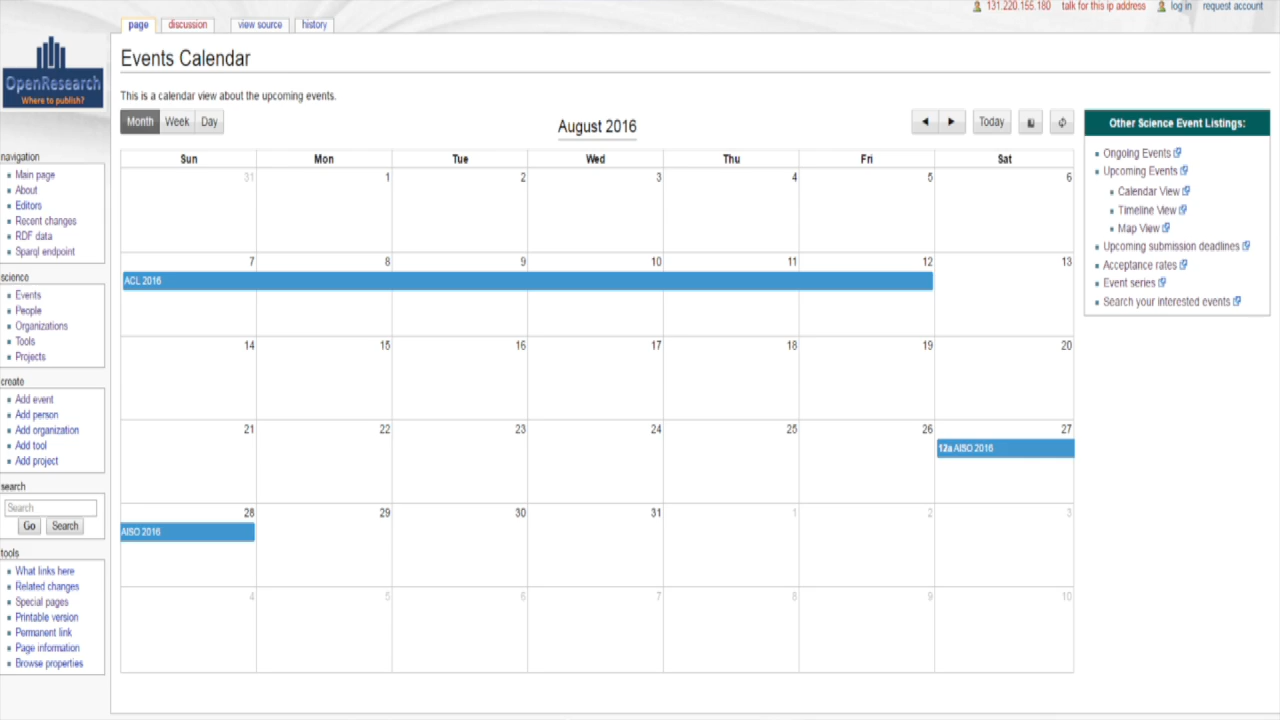 131.220.155.180 talk for this ip address log in request account
page discussion view source history
OpenResearch
Where to publish?
Events Calendar
This is a calendar view about the upcoming events.
Month Week Day
August 2016
Today
Sun Mon Tue Wed Thu Fri Sat
31 1 2 3 4 5 6
7 8 9 10 11 12 13
ACL 2016
14 15 16 17 18 19 20
21 22 23 24 25 26 27
12a AISO 2016
28 29 30 31 1 2 3
AISO 2016
4 5 6 7 8 9 10
Other Science Event Listings:
Ongoing Events
Upcoming Events
Calendar View
Timeline View
Map View
Upcoming submission deadlines
Acceptance rates
Event series
Search your interested events
navigation
Main page
About
Editors
Recent changes
RDF data
Sparql endpoint
science
Events
People
Organizations
Tools
Projects
create
Add event
Add person
Add organization
Add tool
Add project
search
Search
Go Search
tools
What links here
Related changes
Special pages
Printable version
Permanent link
Page information
Browse properties